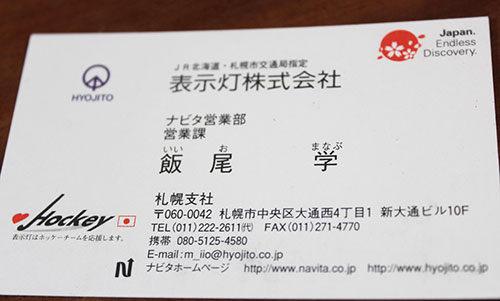 JR北海道・札幌市交通局指定
表示灯株式会社
HYOJITO
Japan.
Endless
Discovery.
ナビタ営業部
営業課
いい お まなぶ
飯 尾 学
札幌支社
〒060-0042 札幌市中央区大通西4丁目1 新大通ビル10F
TEL(011)222-2611(代) FAX(011)271-4770
携帯 080-5125-4580
E-mail:m_iio@hyojito.co.jp
ナビタホームページ http://www.navita.co.jp http://www.hyojito.co.jp
Hockey
表示灯はホッケーチームを応援します。
N